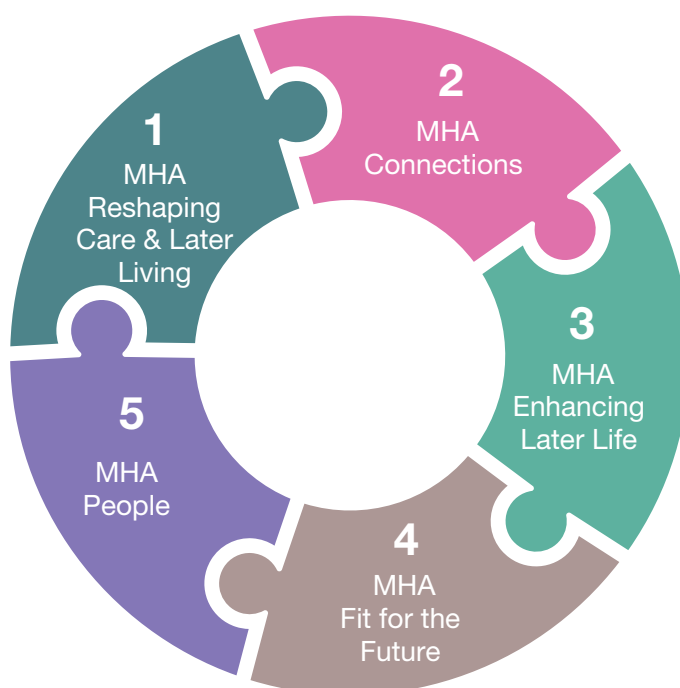 1
MHA
Reshaping
Care & Later
Living
2
MHA
Connections
3
MHA
Enhancing
Later Life
4
MHA
Fit for the
Future
5
MHA
People